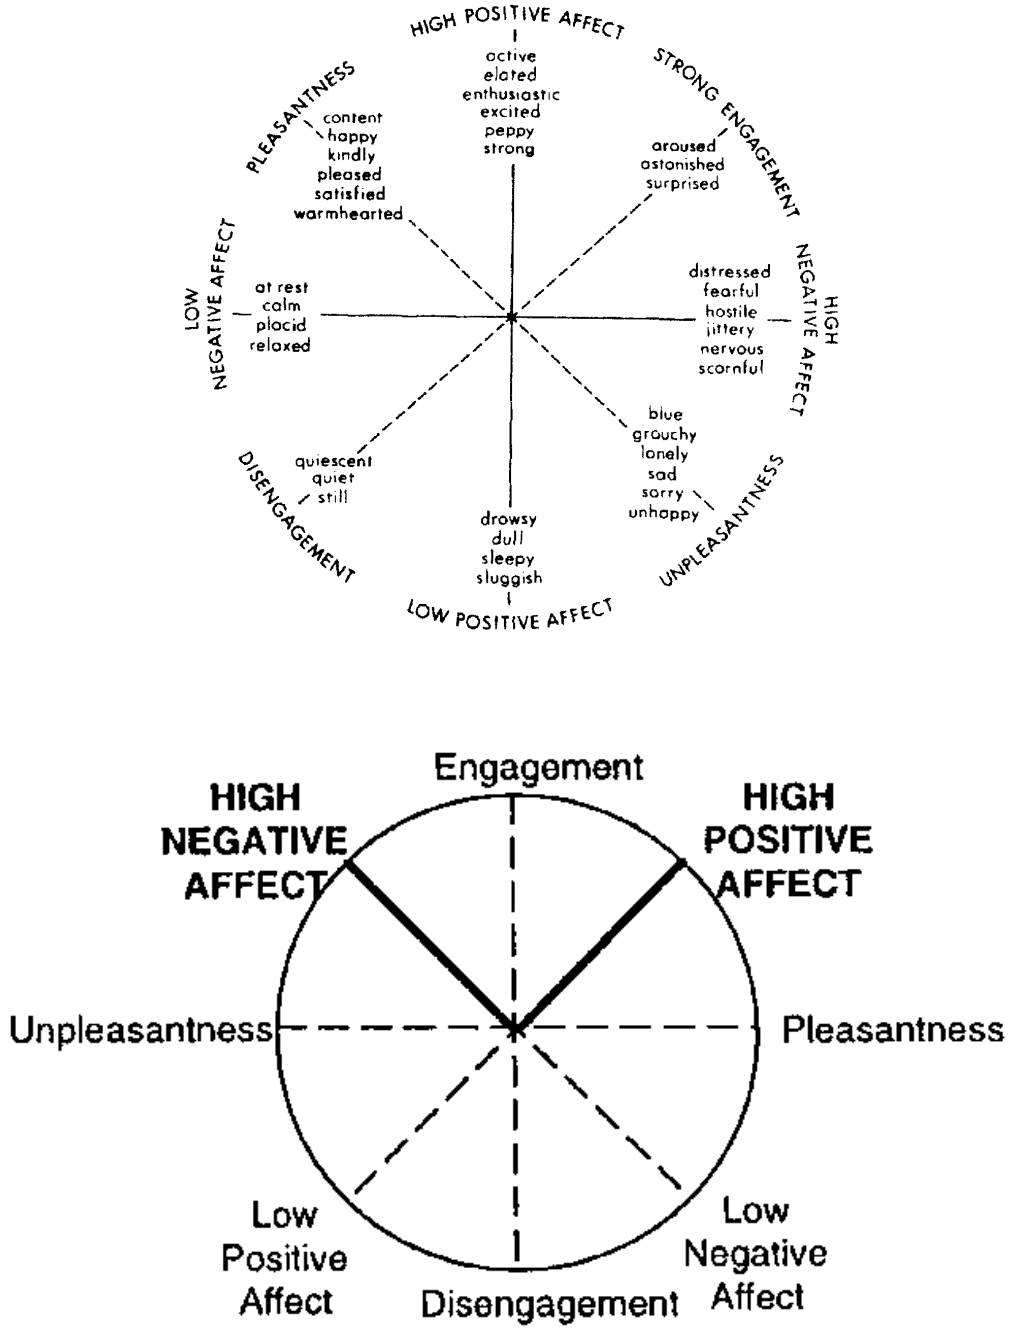 HIGH POSITIVE AFFECT
active
elated
enthusiastic
excited
peppy
strong
STRONG ENGAGEMENT
aroused
astonished
surprised
PLEASANTNESS
content
happy
kindly
pleased
satisfied
warmhearted
LOW
NEGATIVE AFFECT
at rest
calm
placid
relaxed
HIGH
NEGATIVE AFFECT
distressed
fearful
hostile
jittery
nervous
scornful
DISENGAGEMENT
quiescent
quiet
still
UNPLEASANTNESS
blue
grouchy
lonely
sad
sorry
unhappy
drowsy
dull
sleepy
sluggish
LOW POSITIVE AFFECT
Engagement
HIGH
NEGATIVE
AFFECT
HIGH
POSITIVE
AFFECT
Unpleasantness
Pleasantness
Low
Positive
Affect
Disengagement
Low
Negative
Affect